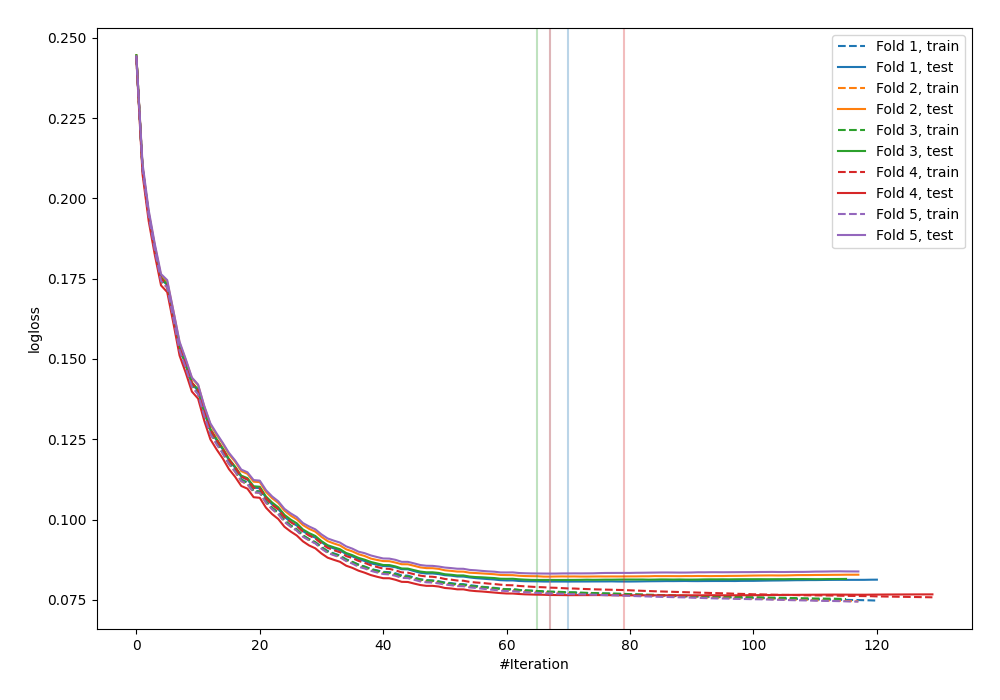 0.250
0.225
0.200
0.175
0.150
0.125
0.100
0.075
logloss
0
20
40
60
80
100
120
#Iteration
Fold 1, train
Fold 1, test
Fold 2, train
Fold 2, test
Fold 3, train
Fold 3, test
Fold 4, train
Fold 4, test
Fold 5, train
Fold 5, test